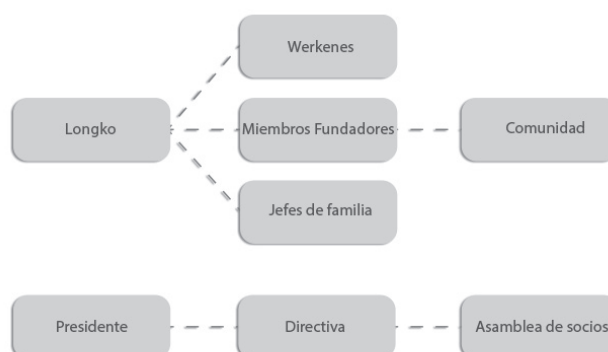 Werkenes
Longko
Miembros Fundadores
Comunidad
Jefes de familia
Presidente
Directiva
Asamblea de socios